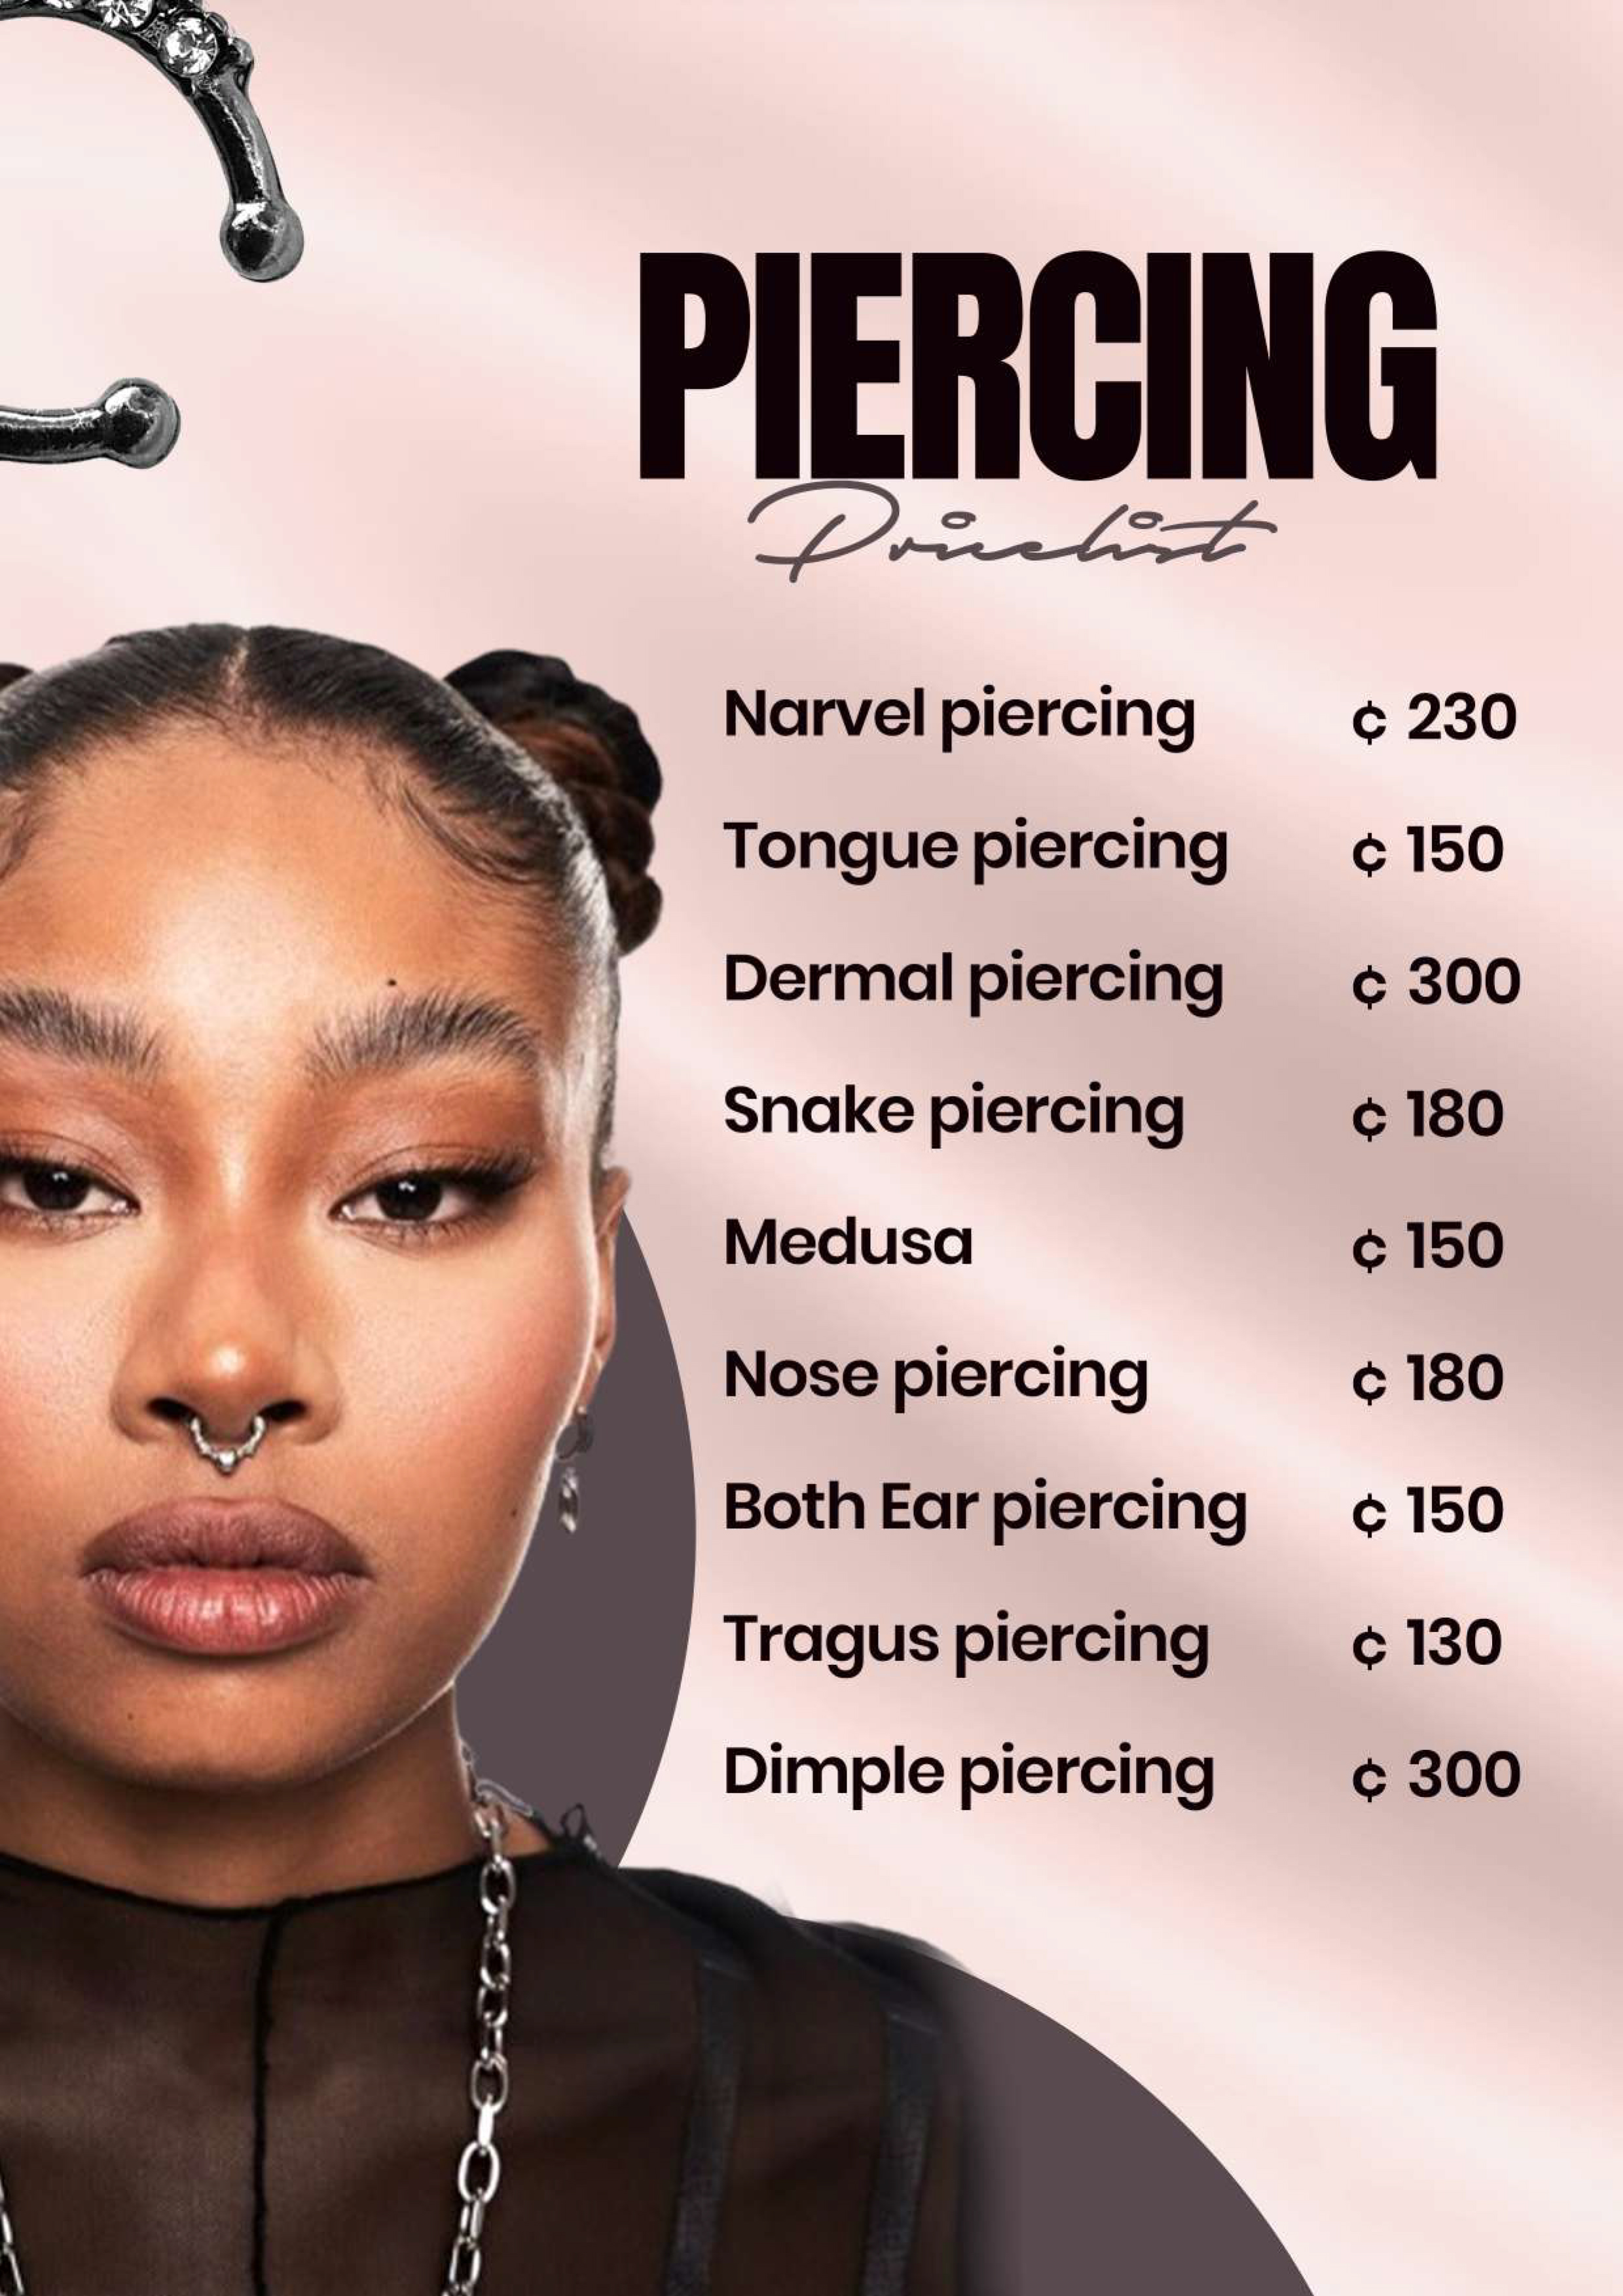 PIERCING
Pricelist
Narvel piercing ¢ 230
Tongue piercing ¢ 150
Dermal piercing ¢ 300
Snake piercing ¢ 180
Medusa ¢ 150
Nose piercing ¢ 180
Both Ear piercing ¢ 150
Tragus piercing ¢ 130
Dimple piercing ¢ 300